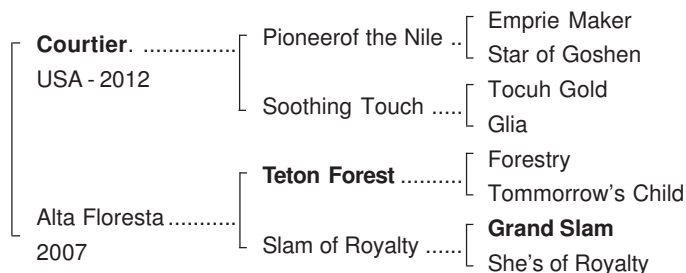 Courtier. ................
USA - 2012
Pioneerof the Nile ..
Emprie Maker
Star of Goshen
Soothing Touch .....
Tocuh Gold
Glia
Alta Floresta ...........
2007
Teton Forest ..........
Forestry
Tommorrow's Child
Slam of Royalty ......
Grand Slam
She's of Royalty